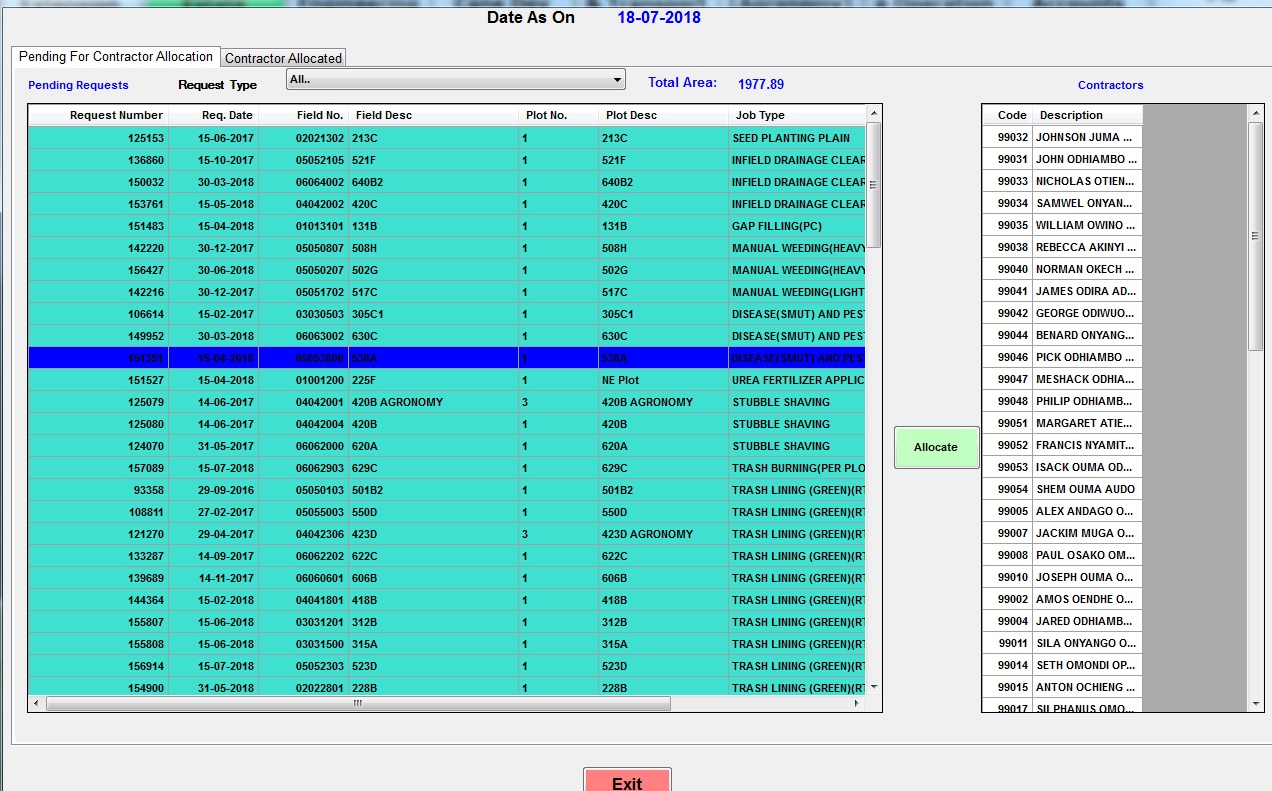 Date As On 18-07-2018
Pending For Contractor Allocation Contractor Allocated
Pending Requests Request Type All.. Total Area: 1977.89 Contractors
Request Number Req. Date Field No. Field Desc Plot No. Plot Desc Job Type
125153 15-06-2017 02021302 213C 1 213C SEED PLANTING PLAIN
136860 15-10-2017 05052105 521F 1 521F INFIELD DRAINAGE CLEAR
150032 30-03-2018 06064002 640B2 1 640B2 INFIELD DRAINAGE CLEAR
153761 15-05-2018 04042002 420C 1 420C INFIELD DRAINAGE CLEAR
151483 15-04-2018 01013101 131B 1 131B GAP FILLING(PC)
142220 30-12-2017 05050807 508H 1 508H MANUAL WEEDING(HEAVY
156427 30-06-2018 05050207 502G 1 502G MANUAL WEEDING(HEAVY
142216 30-12-2017 05051702 517C 1 517C MANUAL WEEDING(LIGHT
106614 15-02-2017 03030503 305C1 1 305C1 DISEASE(SMUT) AND PES
149952 30-03-2018 06063002 630C 1 630C DISEASE(SMUT) AND PES
151391 15-04-2018 05053800 538A 1 538A DISEASE(SMUT) AND PES
151527 15-04-2018 01001200 225F 1 NE Plot UREA FERTILIZER APPLIC
125079 14-06-2017 04042001 420B AGRONOMY 3 420B AGRONOMY STUBBLE SHAVING
125080 14-06-2017 04042004 420B 1 420B STUBBLE SHAVING
124070 31-05-2017 06062000 620A 1 620A STUBBLE SHAVING
157089 15-07-2018 06062903 629C 1 629C TRASH BURNING(PER PLO
93358 29-09-2016 05050103 501B2 1 501B2 TRASH LINING (GREEN)(RT
108811 27-02-2017 05055003 550D 1 550D TRASH LINING (GREEN)(RT
121270 29-04-2017 04042306 423D 3 423D AGRONOMY TRASH LINING (GREEN)(RT
133287 14-09-2017 06062202 622C 1 622C TRASH LINING (GREEN)(RT
139689 14-11-2017 06060601 606B 1 606B TRASH LINING (GREEN)(RT
144364 15-02-2018 04041801 418B 1 418B TRASH LINING (GREEN)(RT
155807 15-06-2018 03031201 312B 1 312B TRASH LINING (GREEN)(RT
155808 15-06-2018 03031500 315A 1 315A TRASH LINING (GREEN)(RT
156914 15-07-2018 05052303 523D 1 523D TRASH LINING (GREEN)(RT
154900 31-05-2018 02022801 228B 1 228B TRASH LINING (GREEN)(RT
Allocate
Code Description
99032 JOHNSON JUMA ...
99031 JOHN ODHIAMBO ...
99033 NICHOLAS OTIEN...
99034 SAMWEL ONYAN...
99035 WILLIAM OWINO ...
99038 REBECCA AKINYI ...
99040 NORMAN OKECH ...
99041 JAMES ODIRA AD...
99042 GEORGE ODIWUO...
99044 BENARD ONYANG...
99046 PICK ODHIAMBO ...
99047 MESHACK ODHIA...
99048 PHILIP ODHIAMB...
99051 MARGARET ATIE...
99052 FRANCIS NYAMIT...
99053 ISACK OUMA OD...
99054 SHEM OUMA AUDO
99005 ALEX ANDAGO O...
99007 JACKIM MUGA O...
99008 PAUL OSAKO OM...
99010 JOSEPH OUMA O...
99002 AMOS OENDHE O...
99004 JARED ODHIAMB...
99011 SILA ONYANGO O...
99014 SETH OMONDI OP...
99015 ANTON OCHIENG ...
99017 SILPHANUS OMO...
Exit